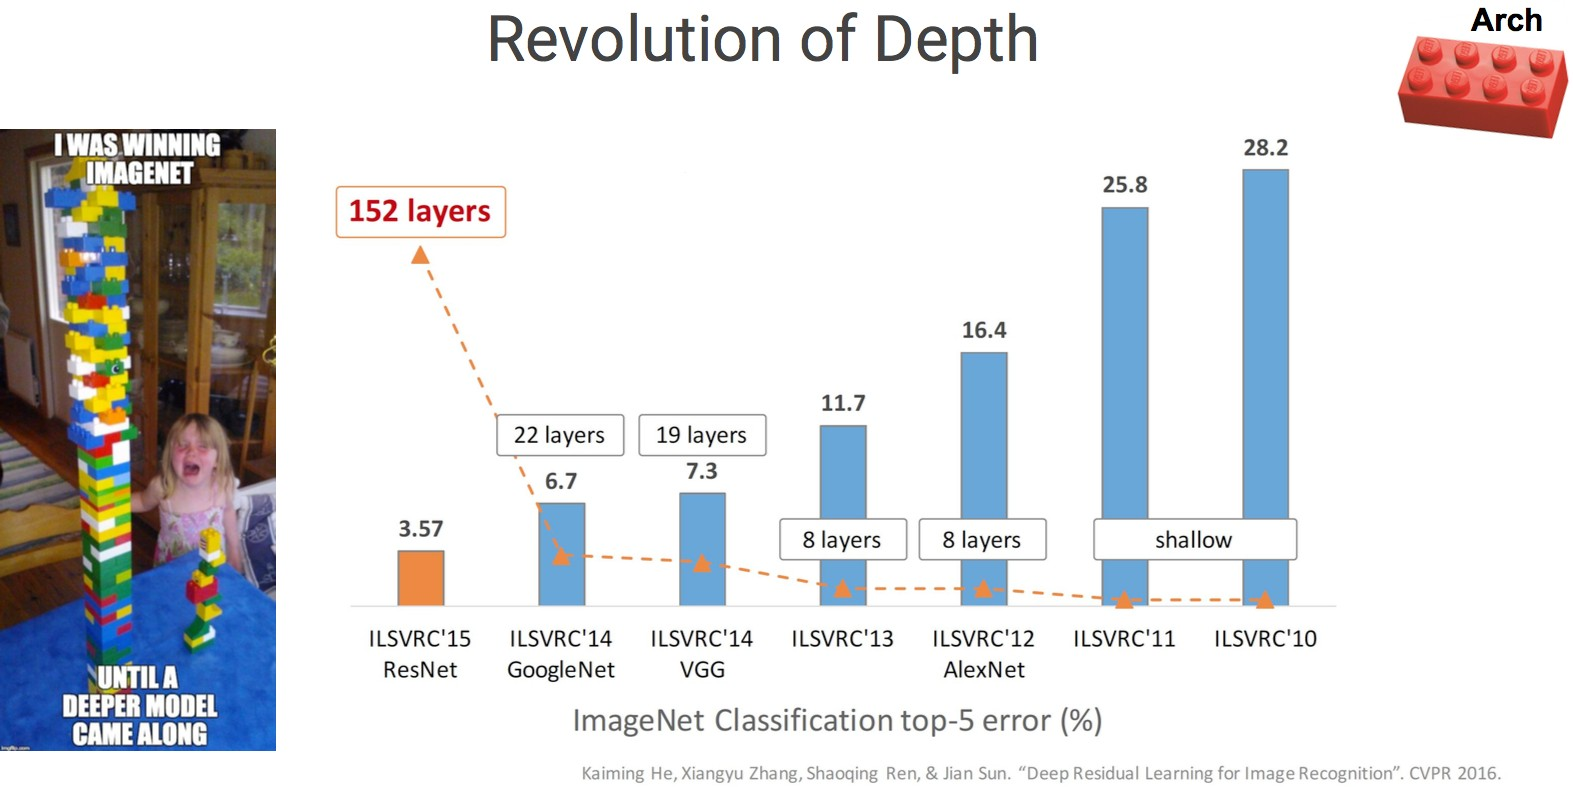 Revolution of Depth
Arch
I WAS WINNING
IMAGENET
UNTIL A
DEEPER MODEL
CAME ALONG
imgflip.com
152 layers
22 layers
19 layers
8 layers
8 layers
shallow
3.57
6.7
7.3
11.7
16.4
25.8
28.2
ILSVRC'15
ResNet
ILSVRC'14
GoogleNet
ILSVRC'14
VGG
ILSVRC'13
ILSVRC'12
AlexNet
ILSVRC'11
ILSVRC'10
ImageNet Classification top-5 error (%)
Kaiming He, Xiangyu Zhang, Shaoqing Ren, & Jian Sun. “Deep Residual Learning for Image Recognition”. CVPR 2016.